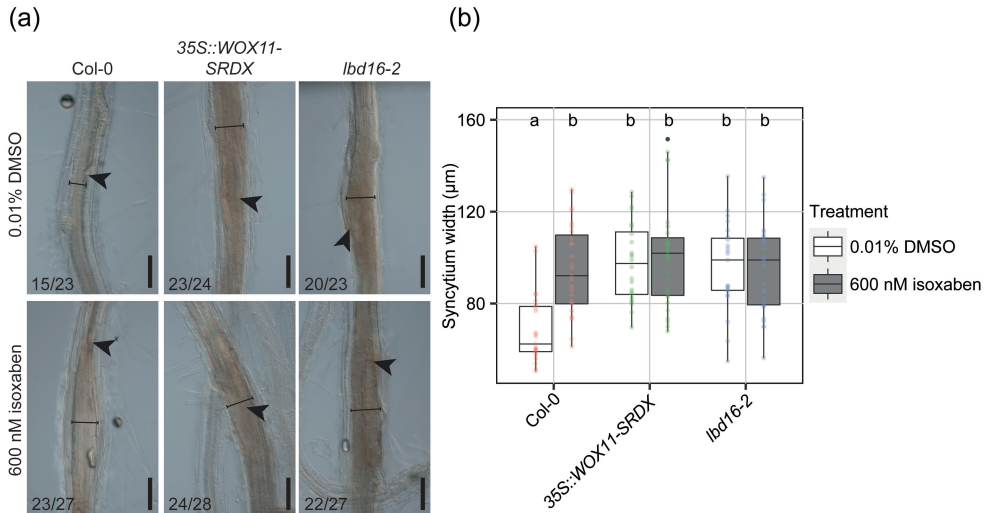 (a)
Col-0
35S::WOX11-
SRDX
lbd16-2
0.01% DMSO
15/23
23/24
20/23
600 nM isoxaben
23/27
24/28
22/27
(b)
160
120
80
Syncytium width (µm)
a
b
b
b
b
b
Col-0
35S::WOX11-SRDX
lbd16-2
Treatment
0.01% DMSO
600 nM isoxaben